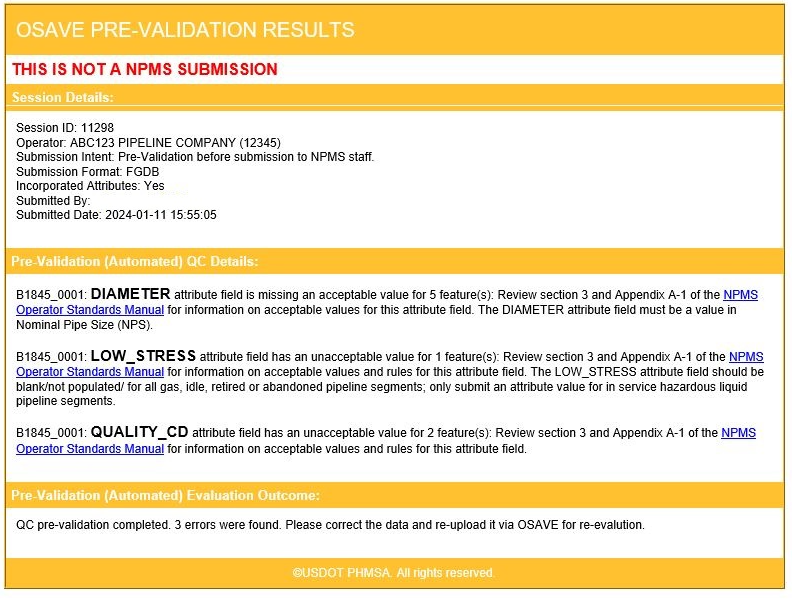 OSAVE PRE-VALIDATION RESULTS
THIS IS NOT A NPMS SUBMISSION
Session Details:
Session ID: 11298
Operator: ABC123 PIPELINE COMPANY (12345)
Submission Intent: Pre-Validation before submission to NPMS staff.
Submission Format: FGDB
Incorporated Attributes: Yes
Submitted By:
Submitted Date: 2024-01-11 15:55:05
Pre-Validation (Automated) QC Details:
B1845_0001: DIAMETER attribute field is missing an acceptable value for 5 feature(s): Review section 3 and Appendix A-1 of the NPMS
Operator Standards Manual for information on acceptable values for this attribute field. The DIAMETER attribute field must be a value in
Nominal Pipe Size (NPS).
B1845_0001: LOW_STRESS attribute field has an unacceptable value for 1 feature(s): Review section 3 and Appendix A-1 of the NPMS
Operator Standards Manual for information on acceptable values and rules for this attribute field. The LOW_STRESS attribute field should be
blank/not populated/ for all gas, idle, retired or abandoned pipeline segments; only submit an attribute value for in service hazardous liquid
pipeline segments.
B1845_0001: QUALITY_CD attribute field has an unacceptable value for 2 feature(s): Review section 3 and Appendix A-1 of the NPMS
Operator Standards Manual for information on acceptable values and rules for this attribute field.
Pre-Validation (Automated) Evaluation Outcome:
QC pre-validation completed. 3 errors were found. Please correct the data and re-upload it via OSAVE for re-evalution.
©USDOT PHMSA. All rights reserved.